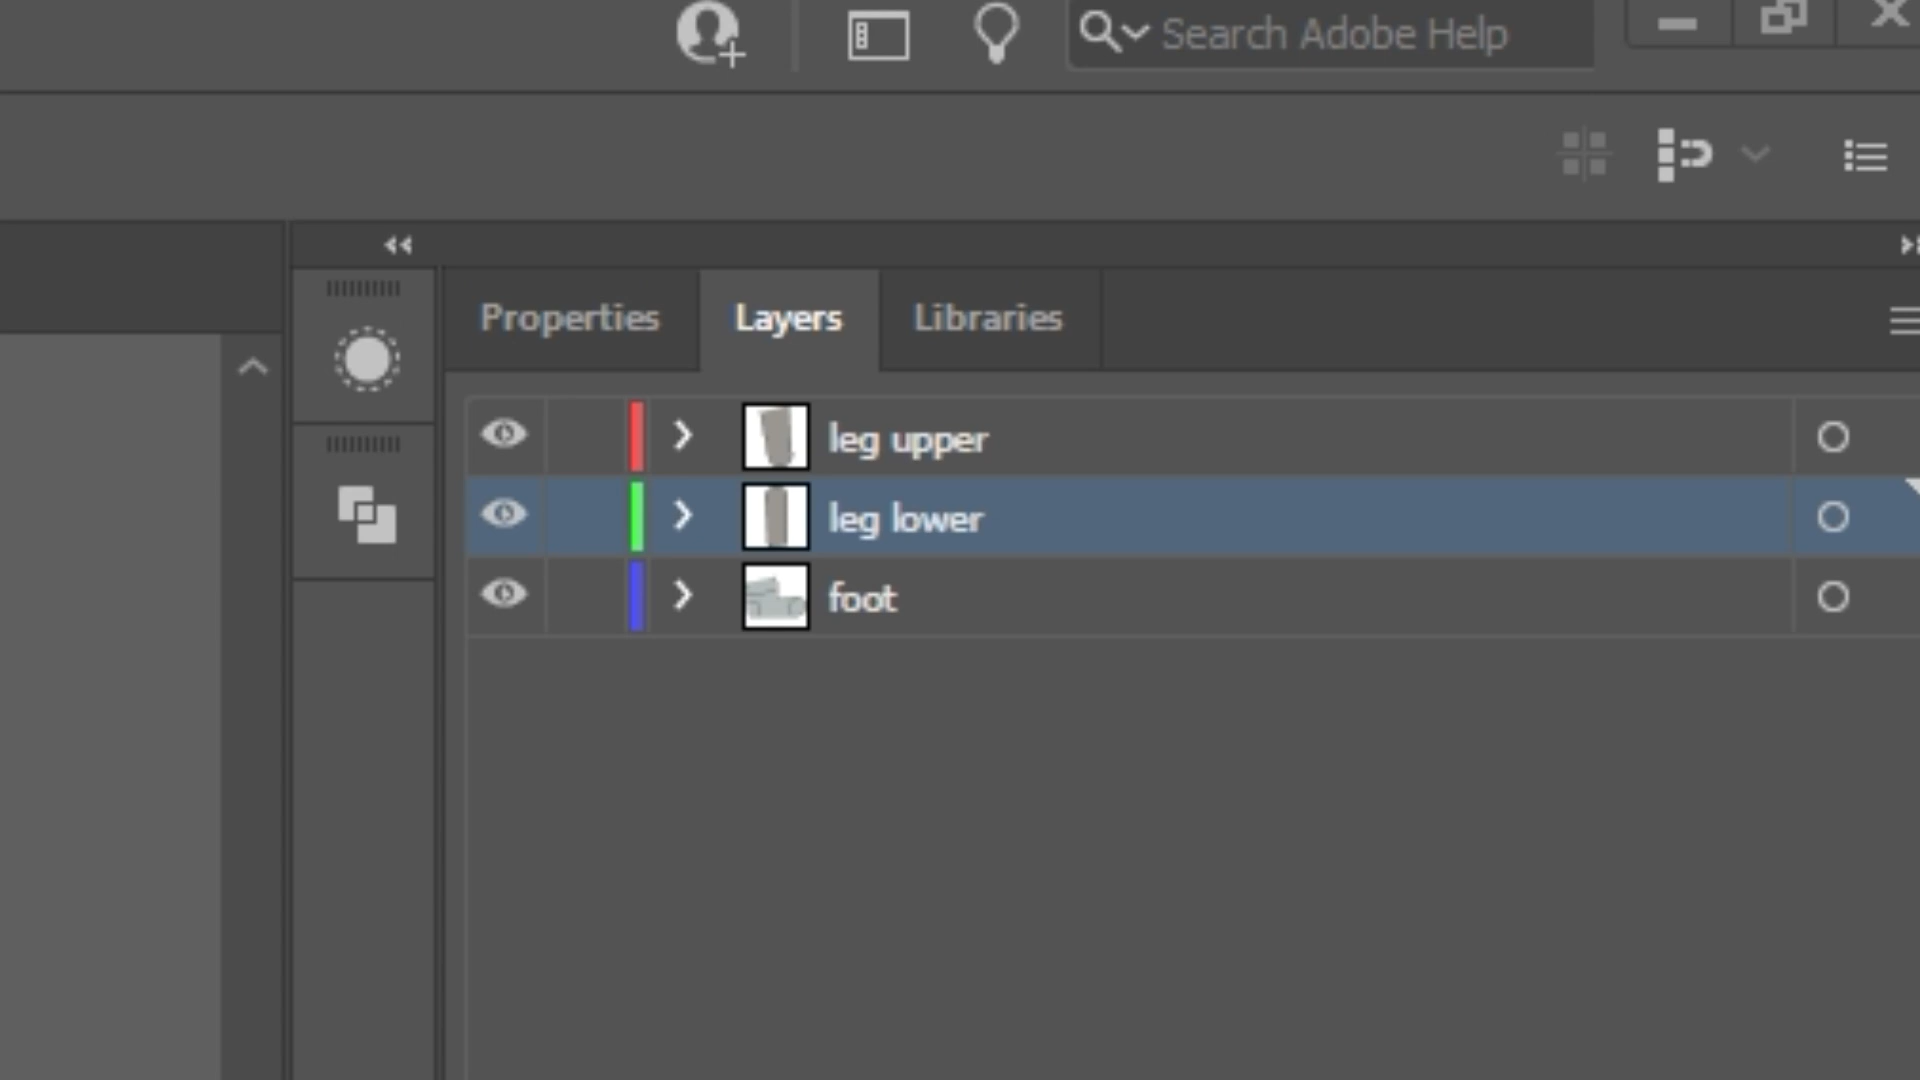 Search Adobe Help
Properties Layers Libraries
leg upper
leg lower
foot